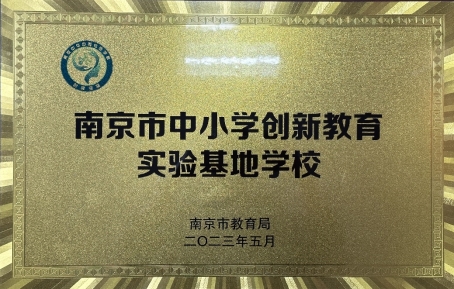 南京市中小学创新教育
实验基地学校
南京市教育局
二〇二三年五月